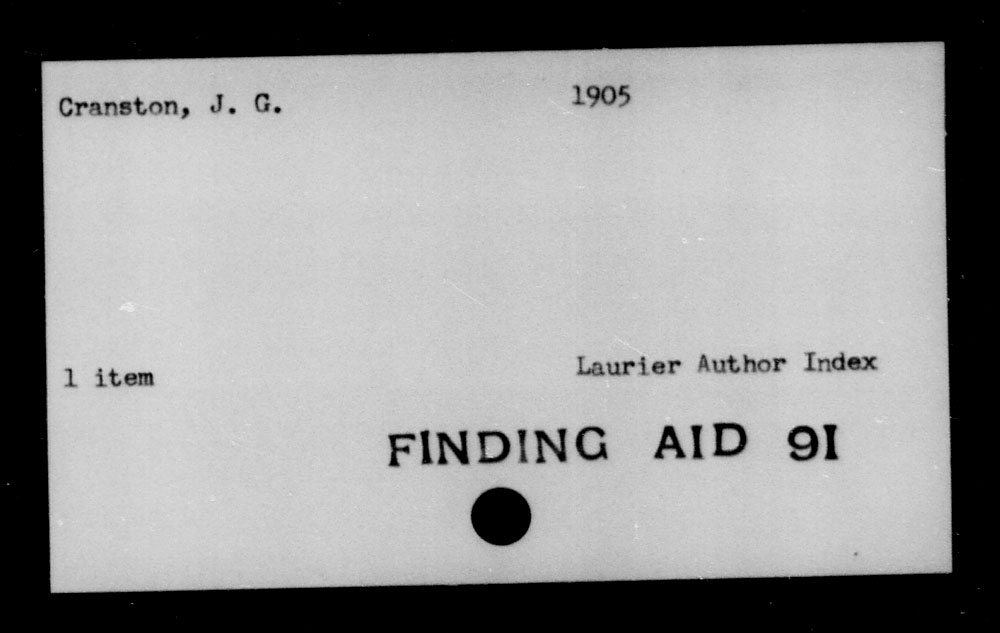 Cranston, J. G. 1905
1 item Laurier Author Index
FINDING AID 91